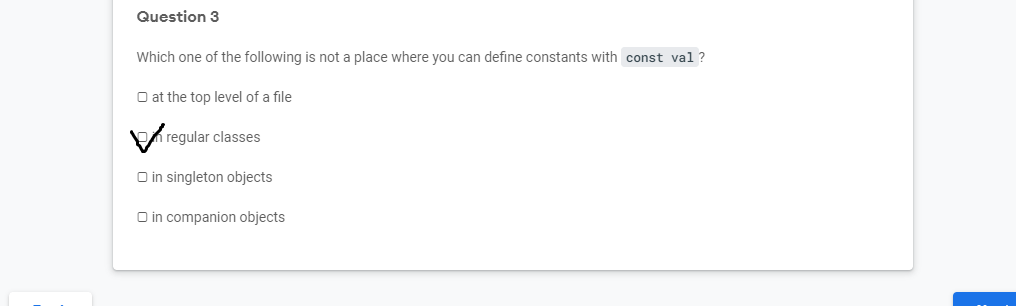 Question 3
Which one of the following is not a place where you can define constants with const val ?
at the top level of a file
in regular classes
in singleton objects
in companion objects